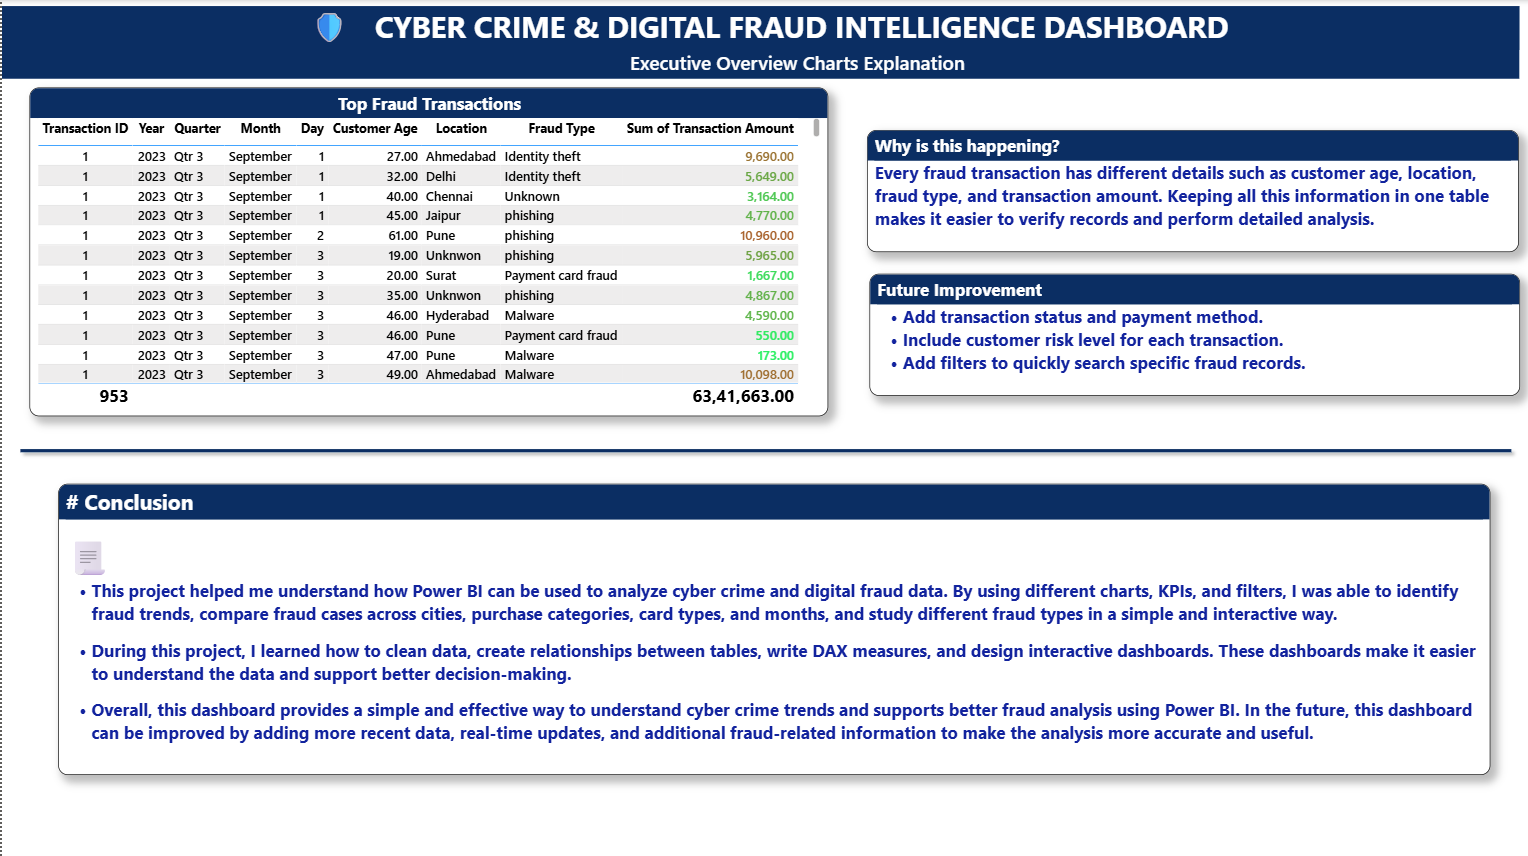 CYBER CRIME & DIGITAL FRAUD INTELLIGENCE DASHBOARD
Executive Overview Charts Explanation
Top Fraud Transactions
Transaction ID Year Quarter Month Day Customer Age Location Fraud Type Sum of Transaction Amount
1 2023 Qtr 3 September 1 27.00 Ahmedabad Identity theft 9,690.00
1 2023 Qtr 3 September 1 32.00 Delhi Identity theft 5,649.00
1 2023 Qtr 3 September 1 40.00 Chennai Unknown 3,164.00
1 2023 Qtr 3 September 1 45.00 Jaipur phishing 4,770.00
1 2023 Qtr 3 September 2 61.00 Pune phishing 10,960.00
1 2023 Qtr 3 September 3 19.00 Unknwon phishing 5,965.00
1 2023 Qtr 3 September 3 20.00 Surat Payment card fraud 1,667.00
1 2023 Qtr 3 September 3 35.00 Unknwon phishing 4,867.00
1 2023 Qtr 3 September 3 46.00 Hyderabad Malware 4,590.00
1 2023 Qtr 3 September 3 46.00 Pune Payment card fraud 550.00
1 2023 Qtr 3 September 3 47.00 Pune Malware 173.00
1 2023 Qtr 3 September 3 49.00 Ahmedabad Malware 10,098.00
953 63,41,663.00
Why is this happening?
Every fraud transaction has different details such as customer age, location,
fraud type, and transaction amount. Keeping all this information in one table
makes it easier to verify records and perform detailed analysis.
Future Improvement
• Add transaction status and payment method.
• Include customer risk level for each transaction.
• Add filters to quickly search specific fraud records.
# Conclusion
• This project helped me understand how Power BI can be used to analyze cyber crime and digital fraud data. By using different charts, KPIs, and filters, I was able to identify
fraud trends, compare fraud cases across cities, purchase categories, card types, and months, and study different fraud types in a simple and interactive way.
• During this project, I learned how to clean data, create relationships between tables, write DAX measures, and design interactive dashboards. These dashboards make it easier
to understand the data and support better decision-making.
• Overall, this dashboard provides a simple and effective way to understand cyber crime trends and supports better fraud analysis using Power BI. In the future, this dashboard
can be improved by adding more recent data, real-time updates, and additional fraud-related information to make the analysis more accurate and useful.